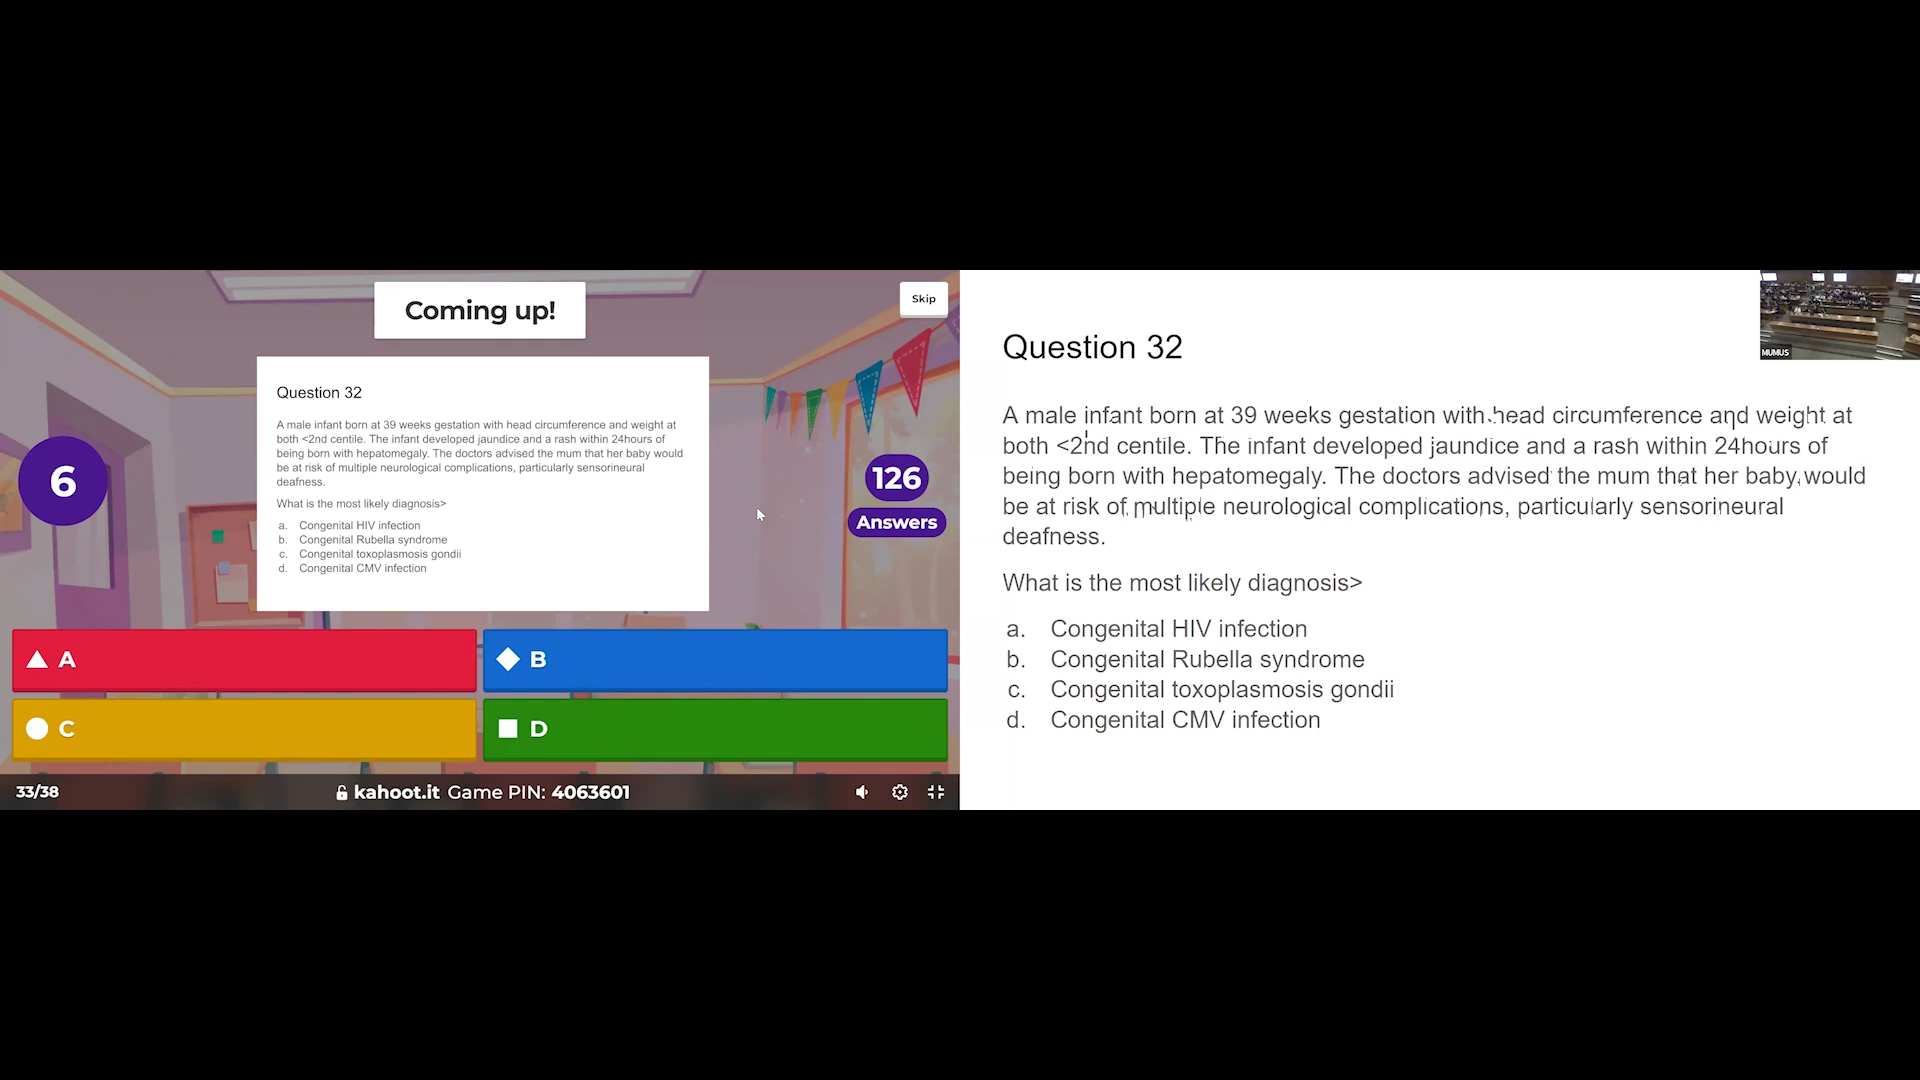 Coming up!
Skip
Question 32
A male infant born at 39 weeks gestation with head circumference and weight at
both <2nd centile. The infant developed jaundice and a rash within 24hours of
being born with hepatomegaly. The doctors advised the mum that her baby would
be at risk of multiple neurological complications, particularly sensorineural
deafness.
What is the most likely diagnosis>
a. Congenital HIV infection
b. Congenital Rubella syndrome
c. Congenital toxoplasmosis gondii
d. Congenital CMV infection
6
126
Answers
A
B
C
D
33/38
kahoot.it Game PIN: 4063601
Question 32
A male infant born at 39 weeks gestation with head circumference and weight at
both <2nd centile. The infant developed jaundice and a rash within 24hours of
being born with hepatomegaly. The doctors advised the mum that her baby would
be at risk of multiple neurological complications, particularly sensorineural
deafness.
What is the most likely diagnosis>
a. Congenital HIV infection
b. Congenital Rubella syndrome
c. Congenital toxoplasmosis gondii
d. Congenital CMV infection
MUMUS